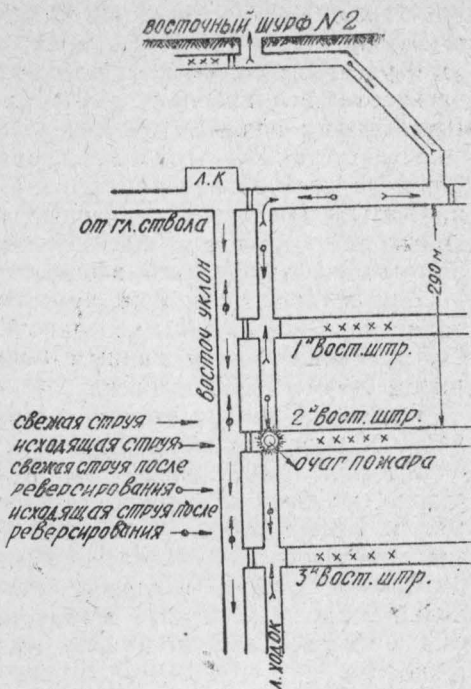 ВОСТОЧНЫЙ ШУРФ N2
Л.К
от гл. ствола
ВОСТОЧ УКЛОН
290 м
1й вост. штр.
2й вост. штр.
очаг пожара
свежая струя
исходящая струя
свежая струя после
реверсирования
исходящая струя после
реверсирования
3й вост. штр.
Л. ХОДОК